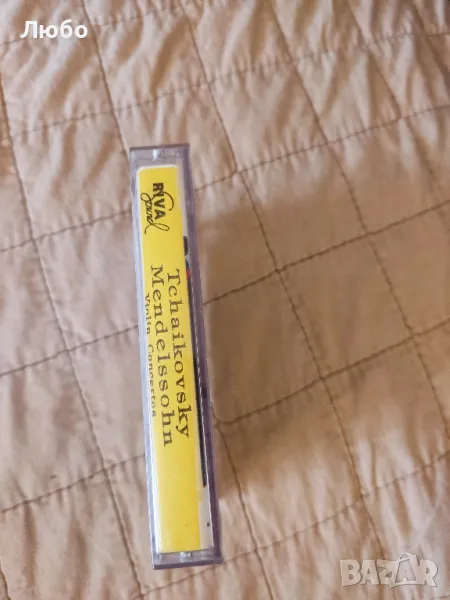 Любо
RIVA
Sound
Tchaikovsky
Mendelssohn
Violin Concertos
BAZAR